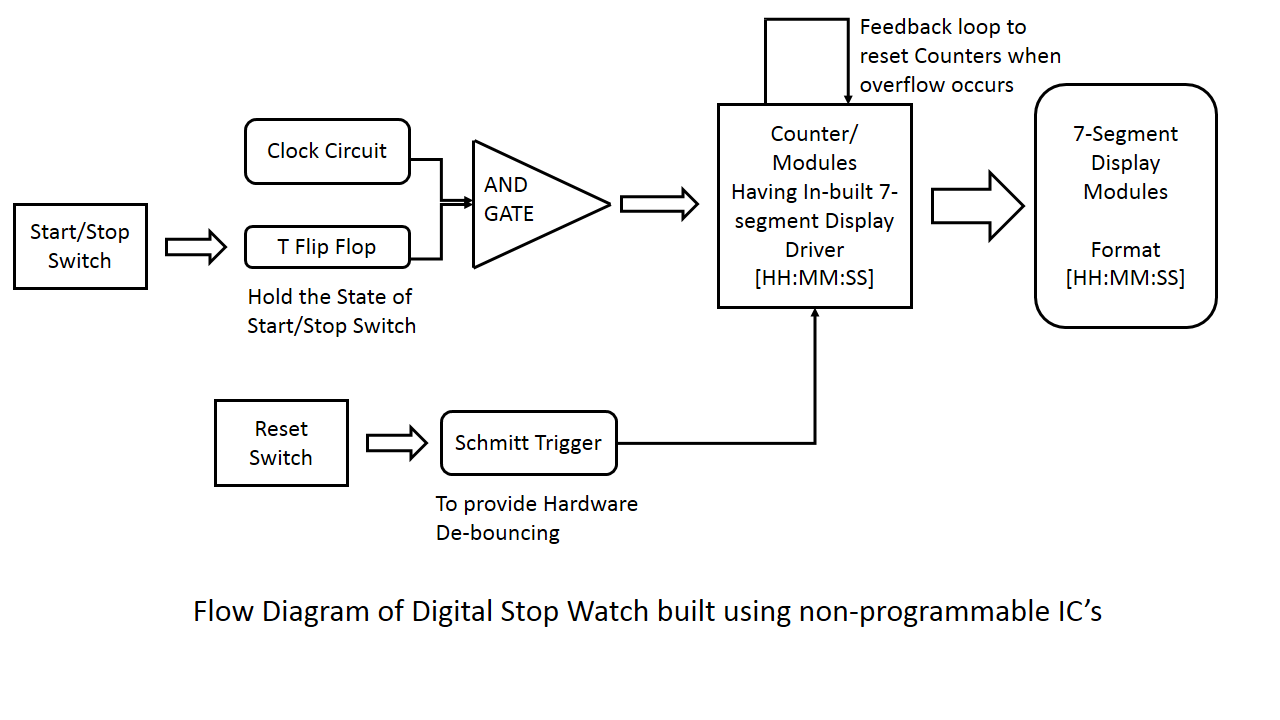 Feedback loop to
reset Counters when
overflow occurs
Clock Circuit
AND
GATE
Start/Stop
Switch
T Flip Flop
Hold the State of
Start/Stop Switch
Counter/
Modules
Having In-built 7-
segment Display
Driver
[HH:MM:SS]
7-Segment
Display
Modules
Format
[HH:MM:SS]
Reset
Switch
Schmitt Trigger
To provide Hardware
De-bouncing
Flow Diagram of Digital Stop Watch built using non-programmable IC’s